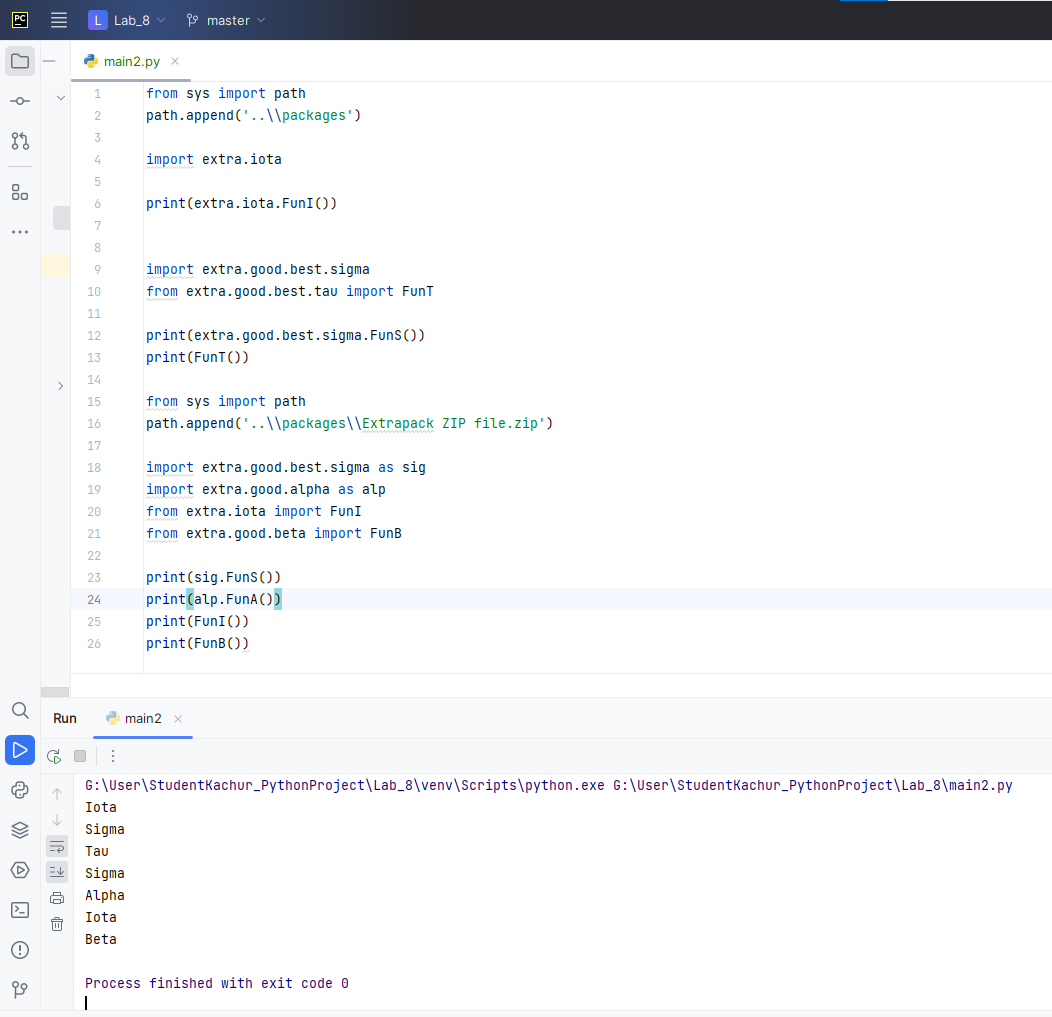 PC L Lab_8 master
main2.py
1 from sys import path
2 path.append('..\\packages')
3
4 import extra.iota
5
6 print(extra.iota.FunI())
7
8
9 import extra.good.best.sigma
10 from extra.good.best.tau import FunT
11
12 print(extra.good.best.sigma.FunS())
13 print(FunT())
14
15 from sys import path
16 path.append('..\\packages\\Extrapack ZIP file.zip')
17
18 import extra.good.best.sigma as sig
19 import extra.good.alpha as alp
20 from extra.iota import FunI
21 from extra.good.beta import FunB
22
23 print(sig.FunS())
24 print(alp.FunA())
25 print(FunI())
26 print(FunB())
Run main2
G:\User\StudentKachur_PythonProject\Lab_8\venv\Scripts\python.exe G:\User\StudentKachur_PythonProject\Lab_8\main2.py
Iota
Sigma
Tau
Sigma
Alpha
Iota
Beta
Process finished with exit code 0